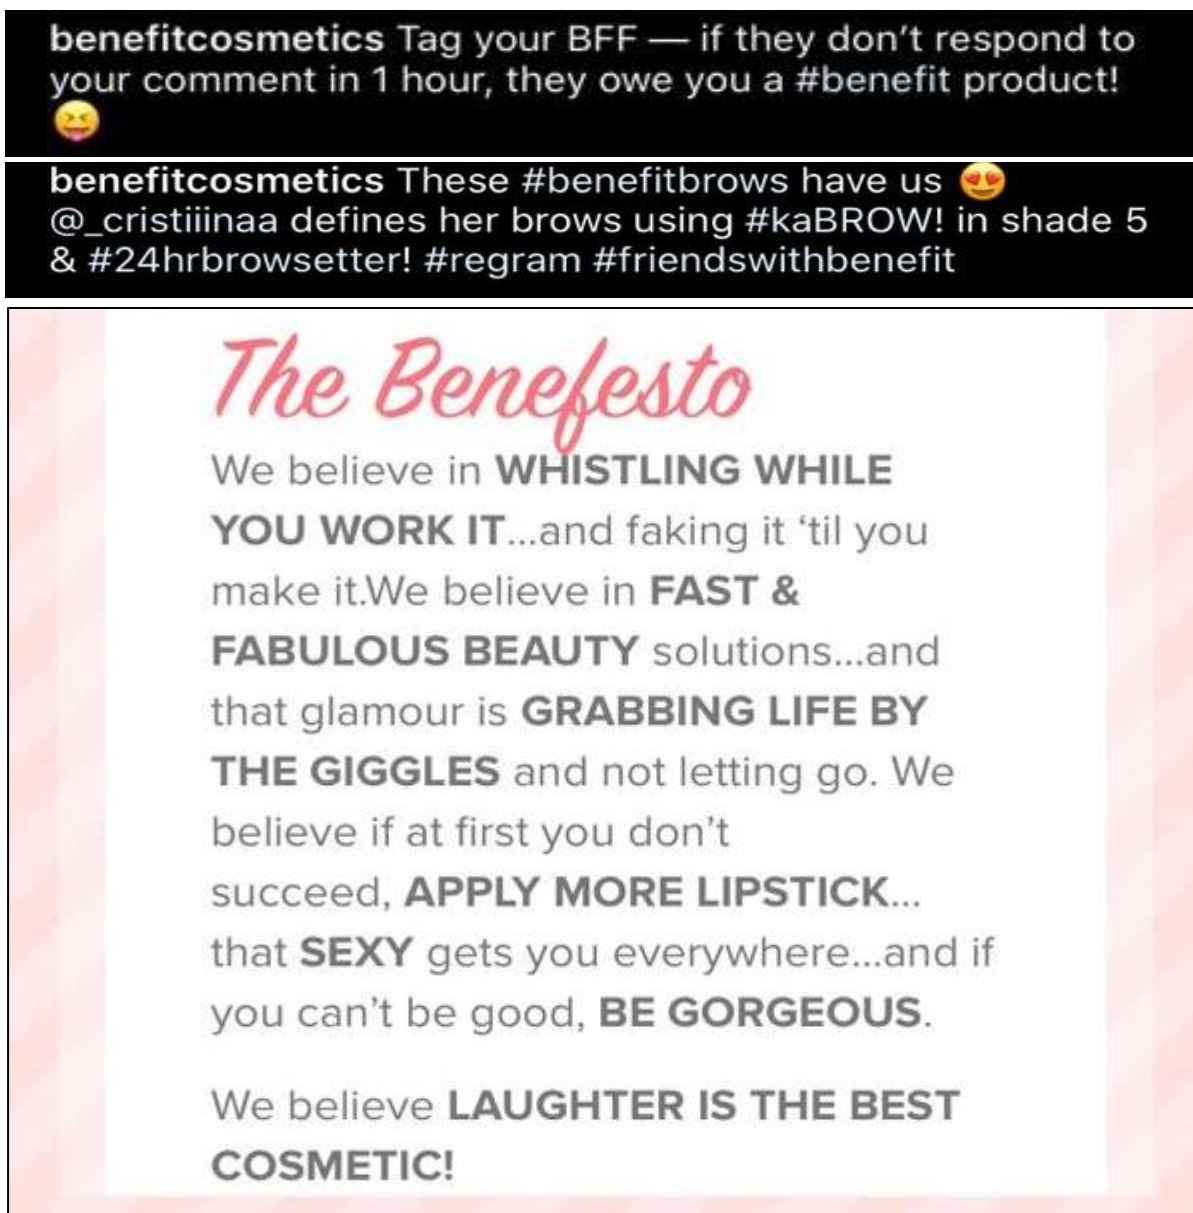 benefitcosmetics Tag your BFF — if they don’t respond to
your comment in 1 hour, they owe you a #benefit product!
😝
benefitcosmetics These #benefitbrows have us 😍
@_cristiiinaa defines her brows using #kaBROW! in shade 5
& #24hrbrowsetter! #regram #friendswithbenefit
The Benefesto
We believe in WHISTLING WHILE
YOU WORK IT...and faking it ‘til you
make it.We believe in FAST &
FABULOUS BEAUTY solutions...and
that glamour is GRABBING LIFE BY
THE GIGGLES and not letting go. We
believe if at first you don’t
succeed, APPLY MORE LIPSTICK...
that SEXY gets you everywhere...and if
you can’t be good, BE GORGEOUS.
We believe LAUGHTER IS THE BEST
COSMETIC!